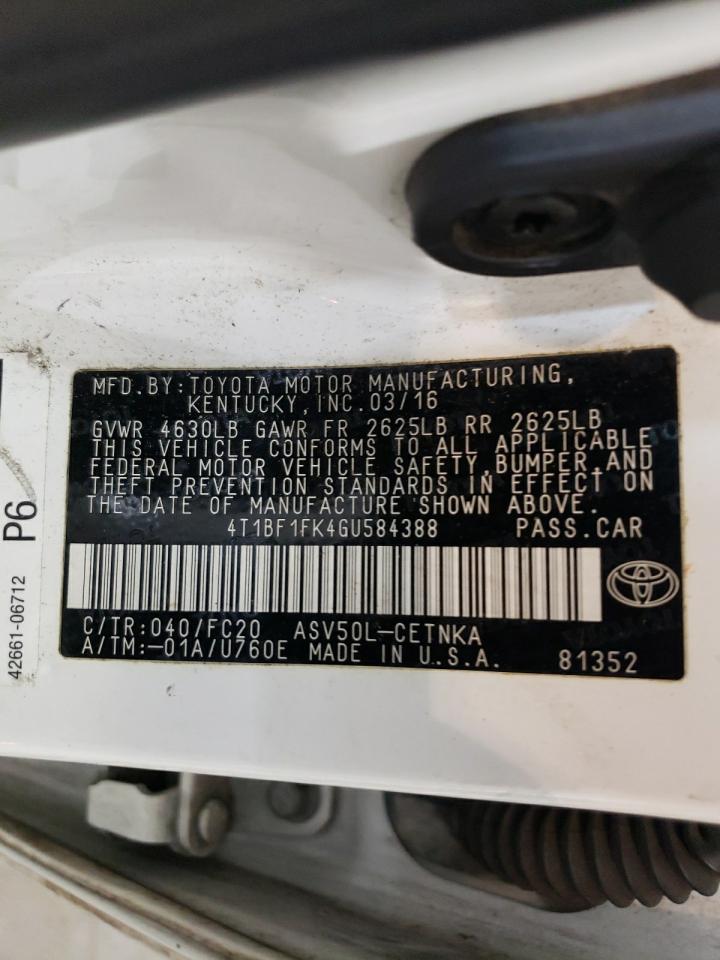 MFD.BY:TOYOTA MOTOR MANUFACTURING,
KENTUCKY, INC.03/16
GVWR 4630LB GAWR FR 2625LB RR 2625LB
THIS VEHICLE CONFORMS TO ALL APPLICABLE
FEDERAL MOTOR VEHICLE SAFETY,BUMPER,AND
THEFT PREVENTION STANDARDS IN EFFECT ON
THE DATE OF MANUFACTURE SHOWN ABOVE.
4T1BF1FK4GU584388 PASS.CAR
C/TR:040/FC20 ASV50L-CETNKA
A/TM:-01A/U760E MADE IN U.S.A. 81352
P6
42661-06712